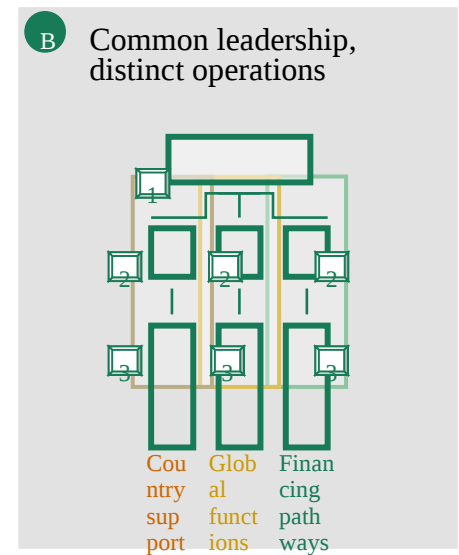 B
Common leadership,
distinct operations
1
2 2 2
3 3 3
Cou Glob Finan
ntry al cing
sup funct path
port ions ways